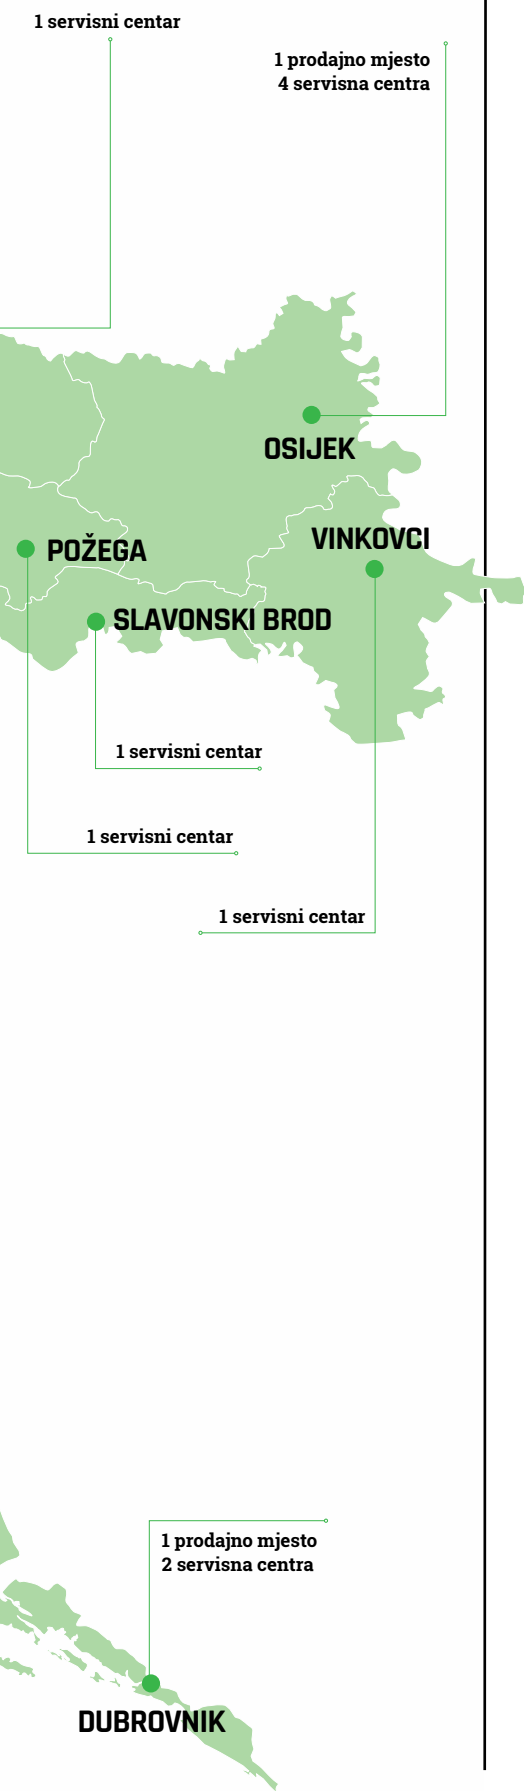 1 servisni centar
1 prodajno mjesto
4 servisna centra
OSIJEK
VINKOVCI
POŽEGA
SLAVONSKI BROD
1 servisni centar
1 servisni centar
1 servisni centar
1 prodajno mjesto
2 servisna centra
DUBROVNIK